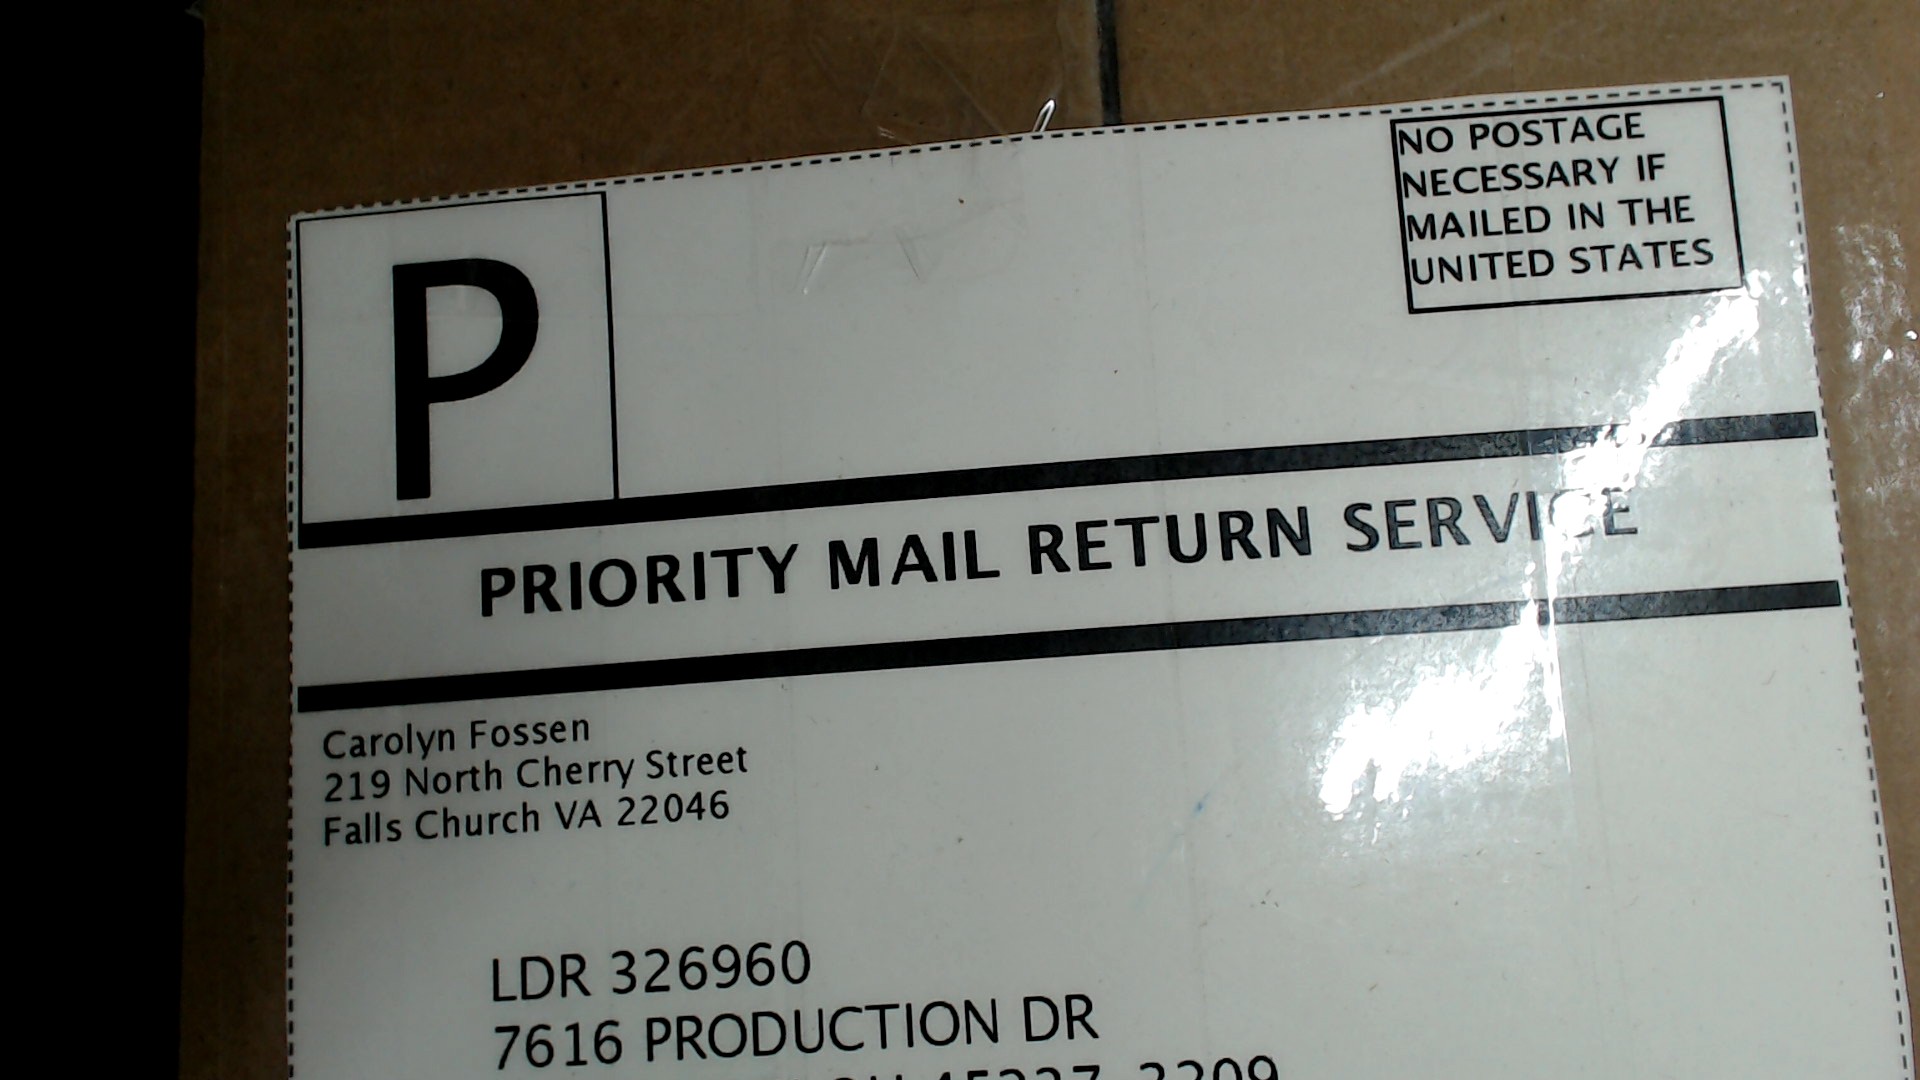 NO POSTAGE
NECESSARY IF
MAILED IN THE
UNITED STATES
P
PRIORITY MAIL RETURN SERVICE
Carolyn Fossen
219 North Cherry Street
Falls Church VA 22046
LDR 326960
7616 PRODUCTION DR